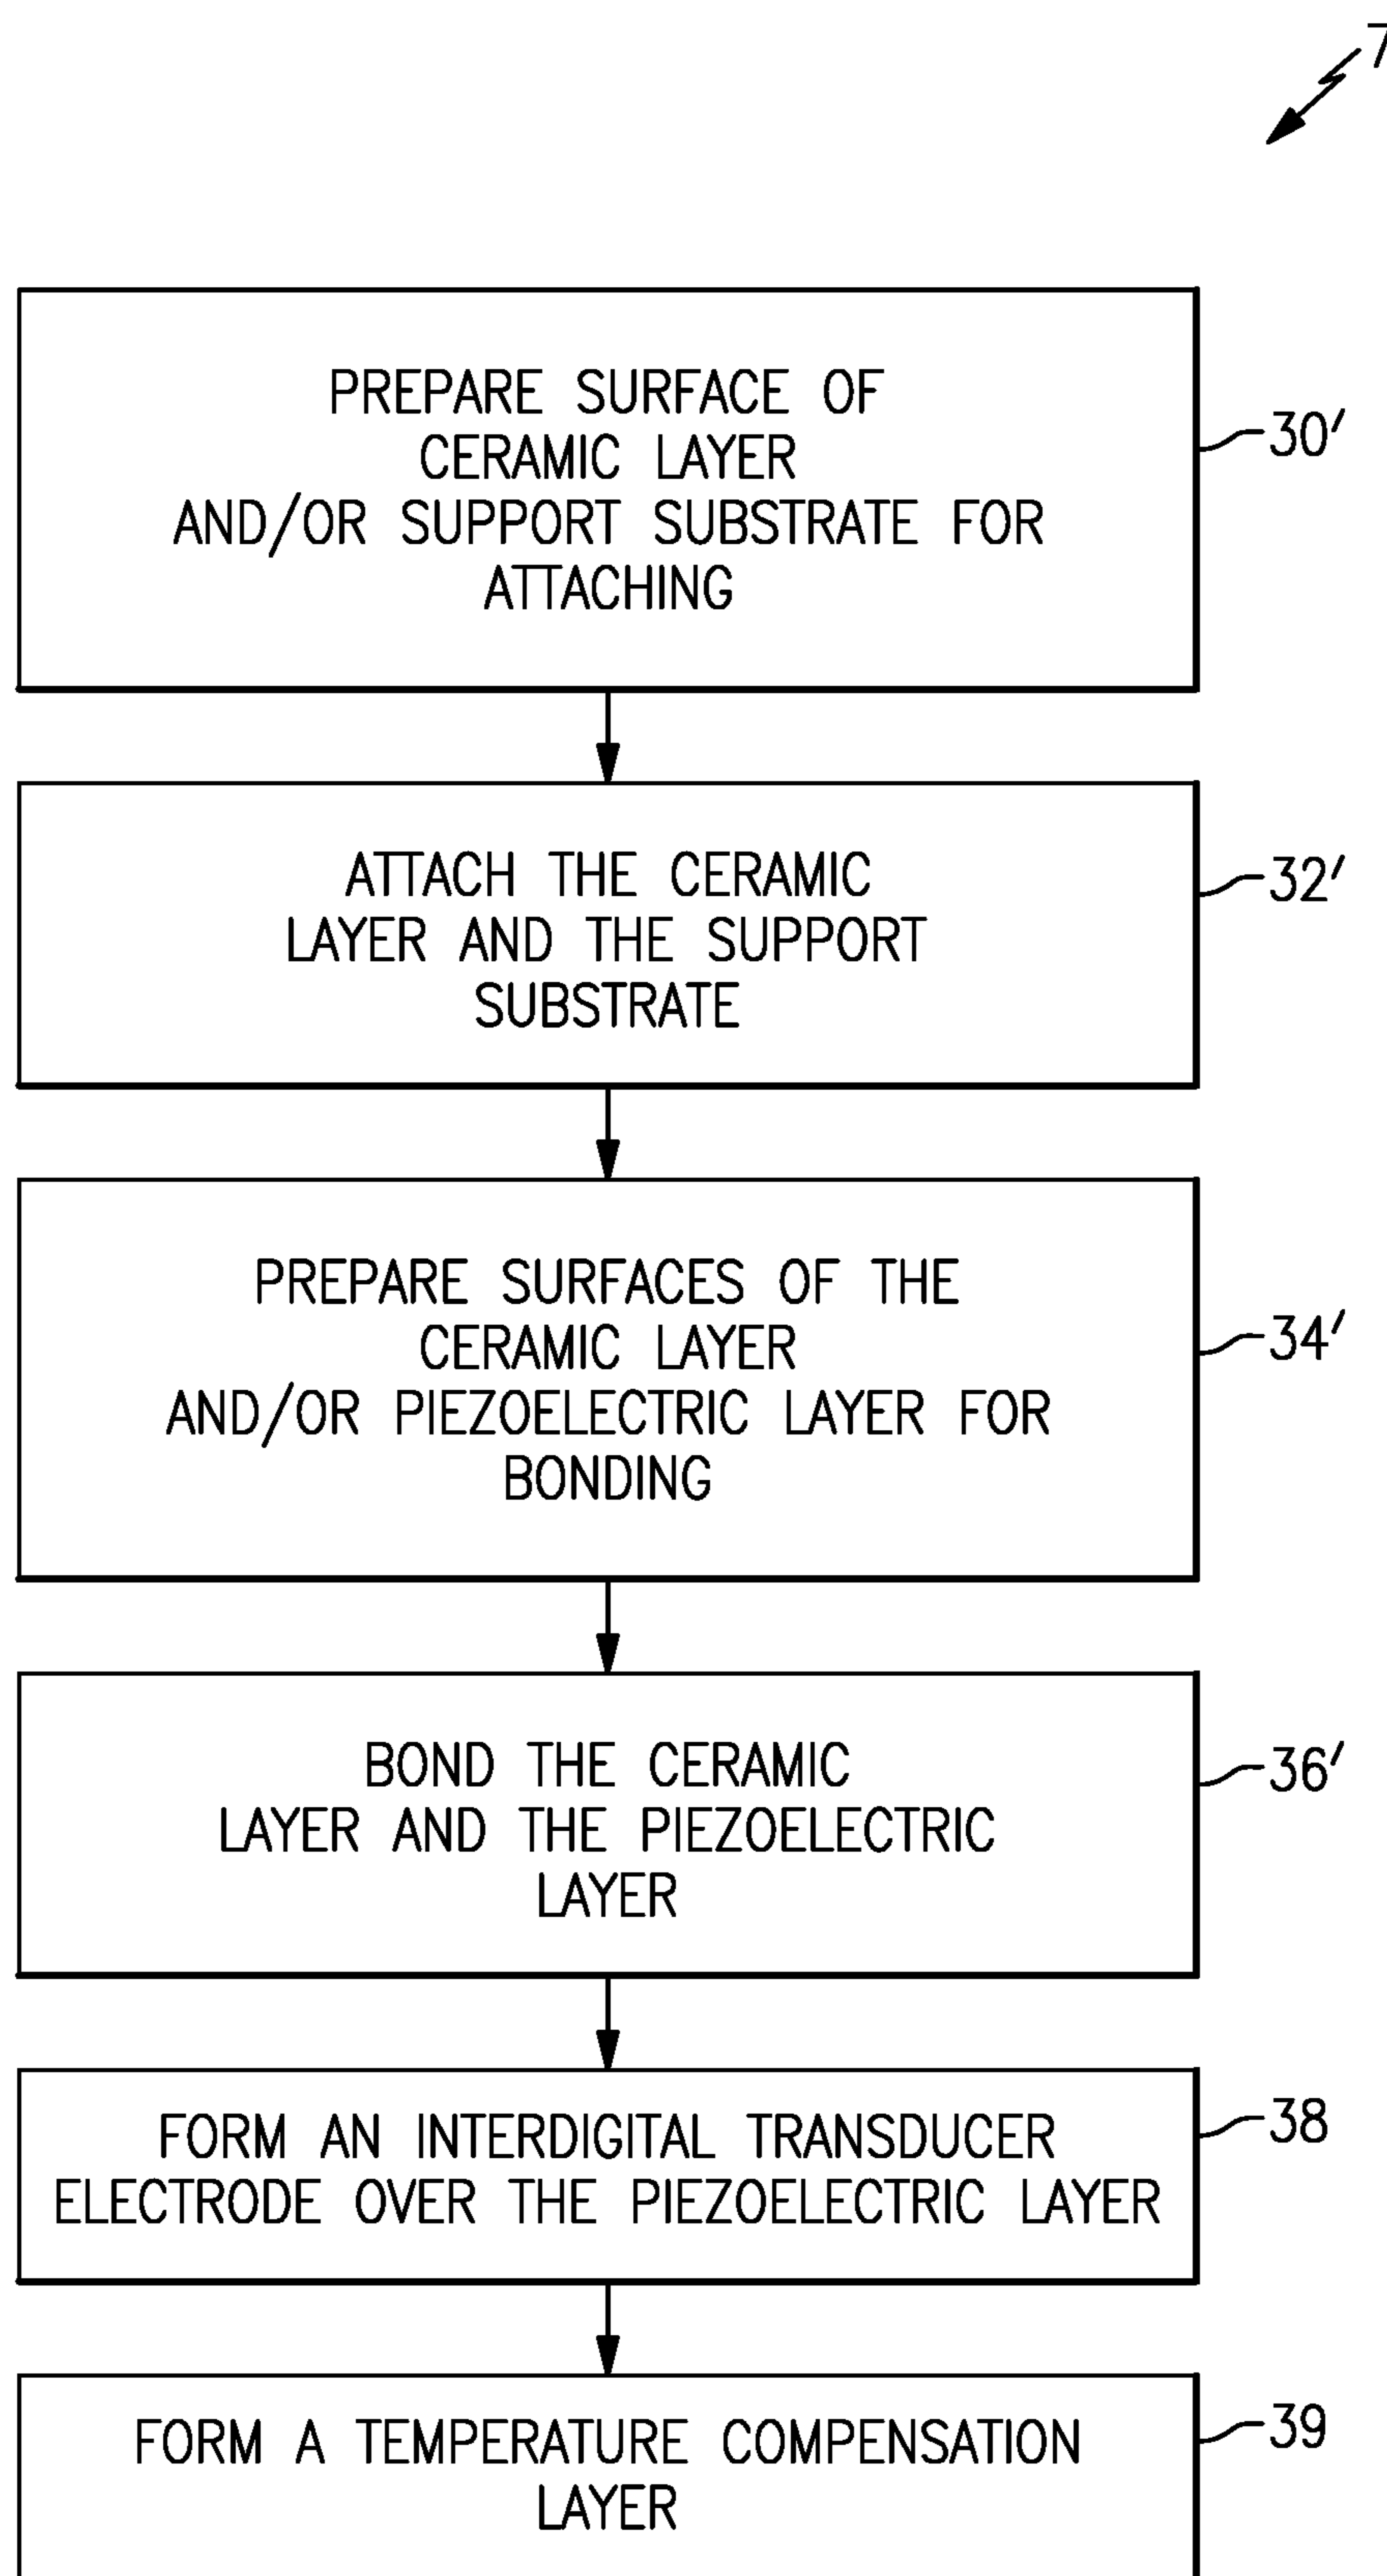 PREPARE SURFACE OF
CERAMIC LAYER
AND/OR SUPPORT SUBSTRATE FOR
ATTACHING
30′
ATTACH THE CERAMIC
LAYER AND THE SUPPORT
SUBSTRATE
32′
PREPARE SURFACES OF THE
CERAMIC LAYER
AND/OR PIEZOELECTRIC LAYER FOR
BONDING
34′
BOND THE CERAMIC
LAYER AND THE PIEZOELECTRIC
LAYER
36′
FORM AN INTERDIGITAL TRANSDUCER
ELECTRODE OVER THE PIEZOELECTRIC LAYER
38
FORM A TEMPERATURE COMPENSATION
LAYER
39